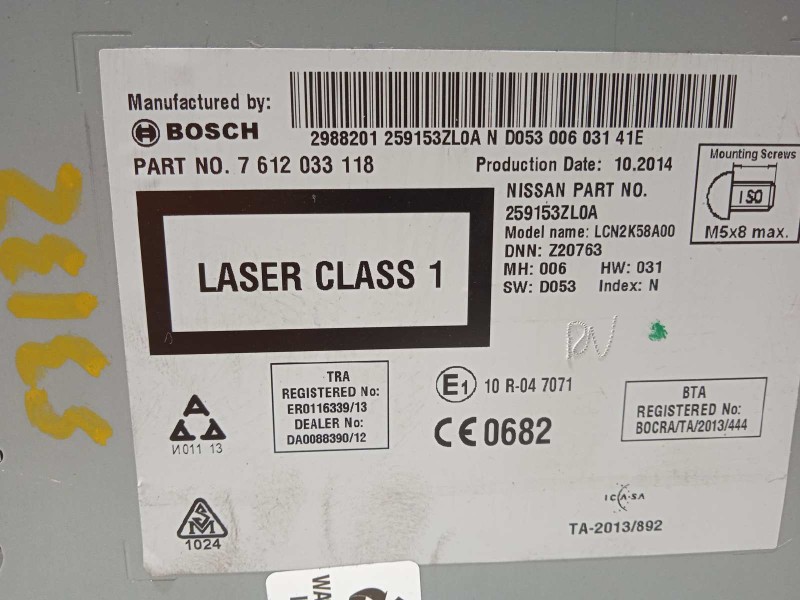 Manufactured by:
BOSCH
2988201 259153ZL0A N D053 006 031 41E
PART NO. 7 612 033 118
Production Date: 10.2014
Mounting Screws
ISO
M5x8 max.
NISSAN PART NO.
259153ZL0A
Model name: LCN2K58A00
DNN: Z20763
MH: 006 HW: 031
SW: D053 Index: N
LASER CLASS 1
TRA
REGISTERED No:
ER0116339/13
DEALER No:
DA0088390/12
E1 10 R-04 7071
CE 0682
BTA
REGISTERED No:
BOCRA/TA/2013/444
И011 13
1024
ICASA
TA-2013/892